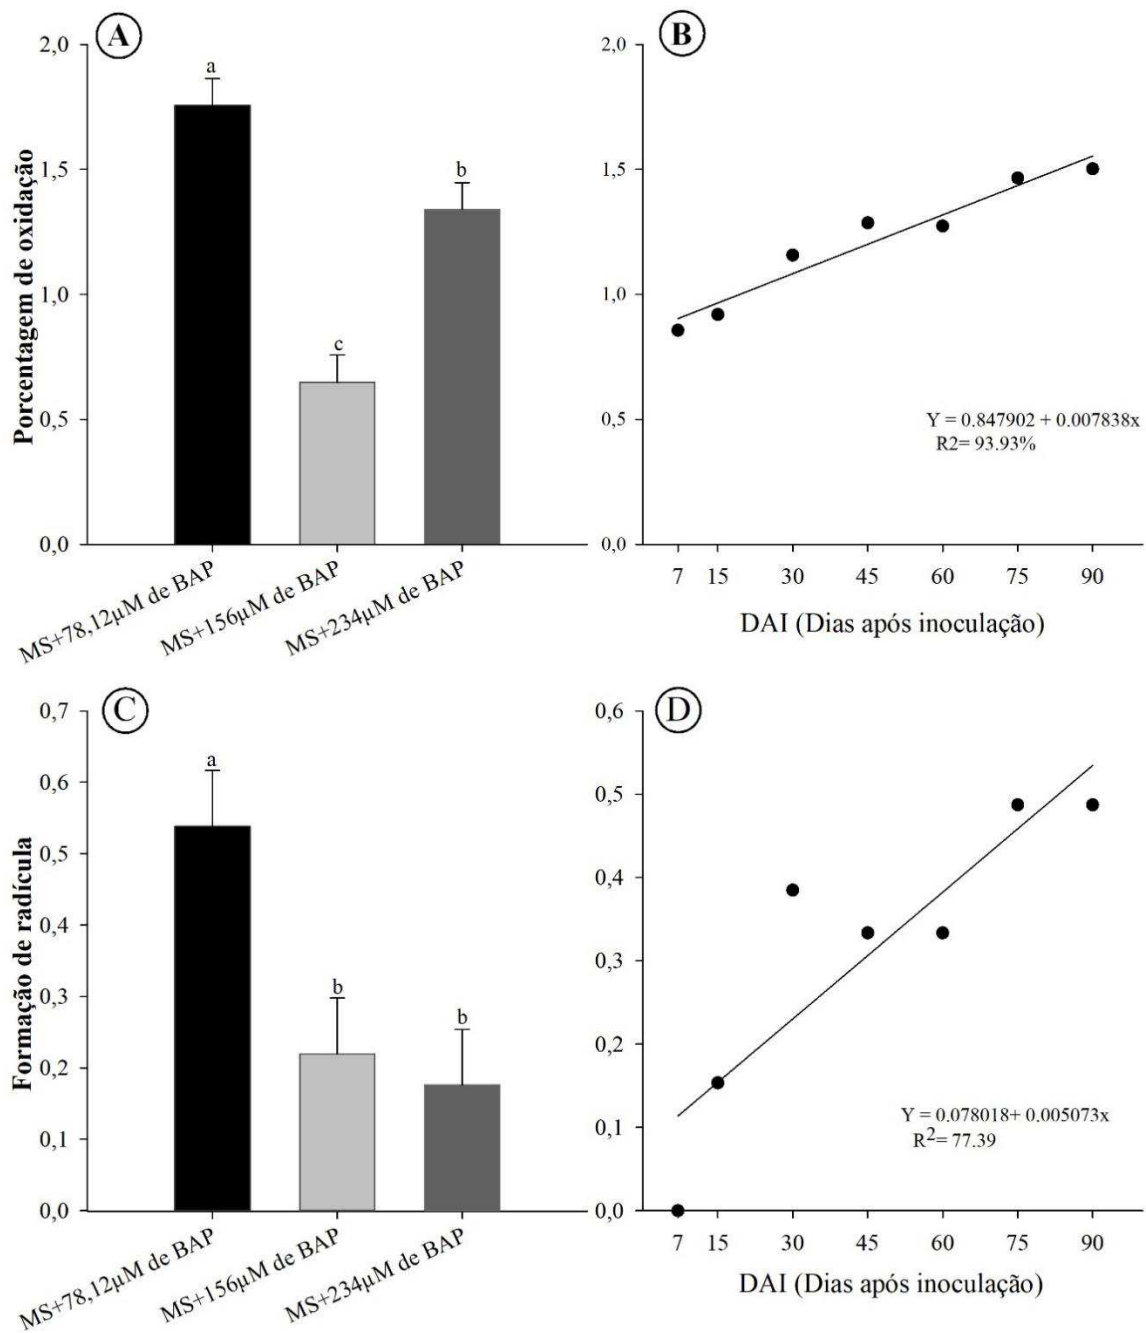 A
2,0
a
1,5
b
1,0
c
0,5
0,0
Porcentagem de oxidação
MS+78,12µM de BAP
MS+156µM de BAP
MS+234µM de BAP
B
2,0
1,5
1,0
0,5
0,0
Y = 0.847902 + 0.007838x
R2= 93.93%
7 15 30 45 60 75 90
DAI (Dias após inoculação)
C
0,7
a
0,6
0,5
0,4
0,3
b
b
0,2
0,1
0,0
Formação de radícula
MS+78,12µM de BAP
MS+156µM de BAP
MS+234µM de BAP
D
0,6
0,5
0,4
0,3
0,2
0,1
0,0
Y = 0.078018+ 0.005073x
R²= 77.39
7 15 30 45 60 75 90
DAI (Dias após inoculação)